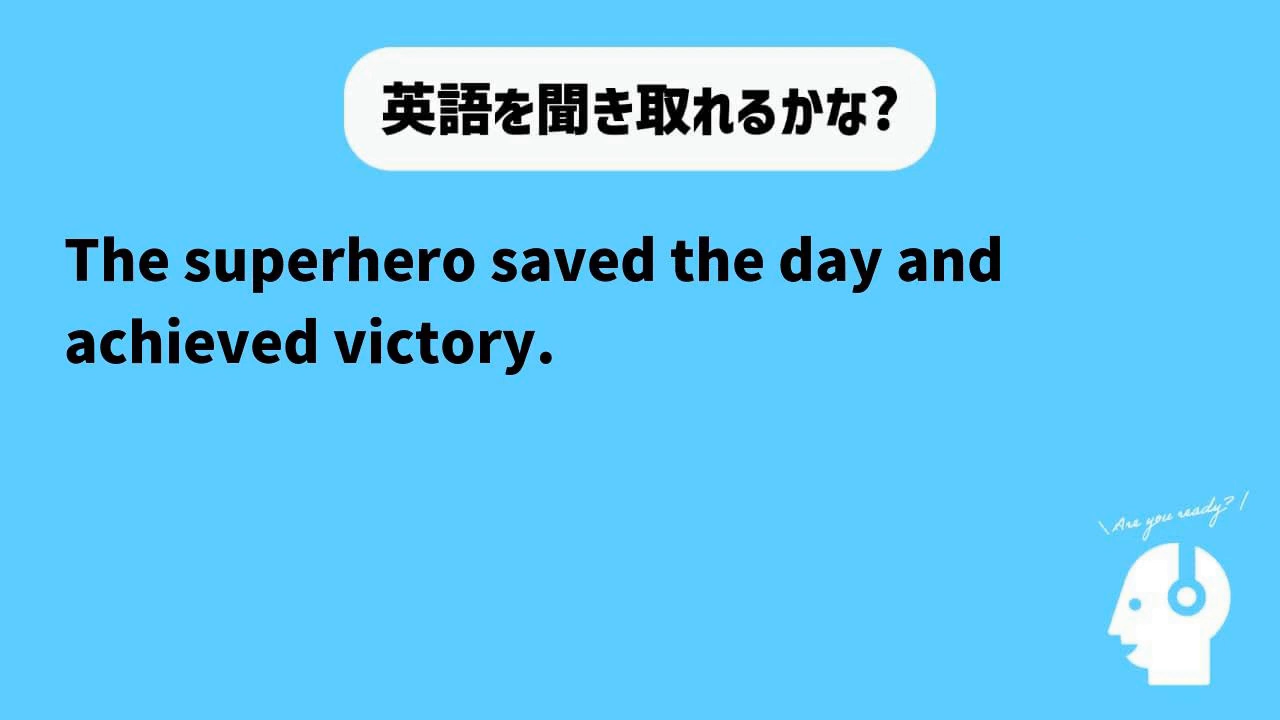 英語を聞き取れるかな?
The superhero saved the day and
achieved victory.
\ Are you ready? /